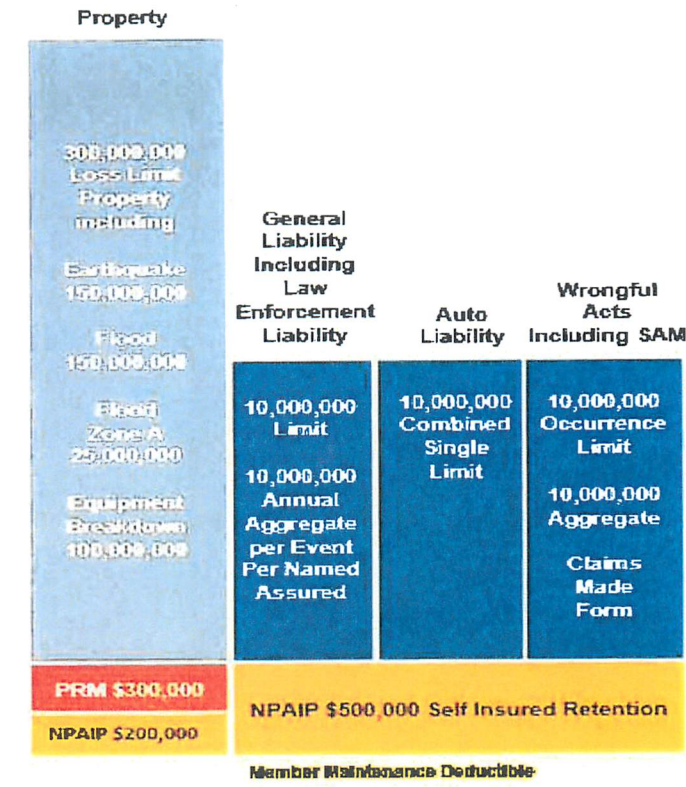 Property
300,000,000
Loss Limit
Property
including
Earthquake
150,000,000
Flood
150,000,000
Flood
Zone A
25,000,000
Equipment
Breakdown
100,000,000
PRM $300,000
NPAIP $200,000
General
Liability
Including
Law
Enforcement
Liability
10,000,000
Limit
10,000,000
Annual
Aggregate
per Event
Per Named
Assured
Auto
Liability
10,000,000
Combined
Single
Limit
Wrongful
Acts
Including SAM
10,000,000
Occurrence
Limit
10,000,000
Aggregate
Claims
Made
Form
NPAIP $500,000 Self Insured Retention
Member Maintenance Deductible